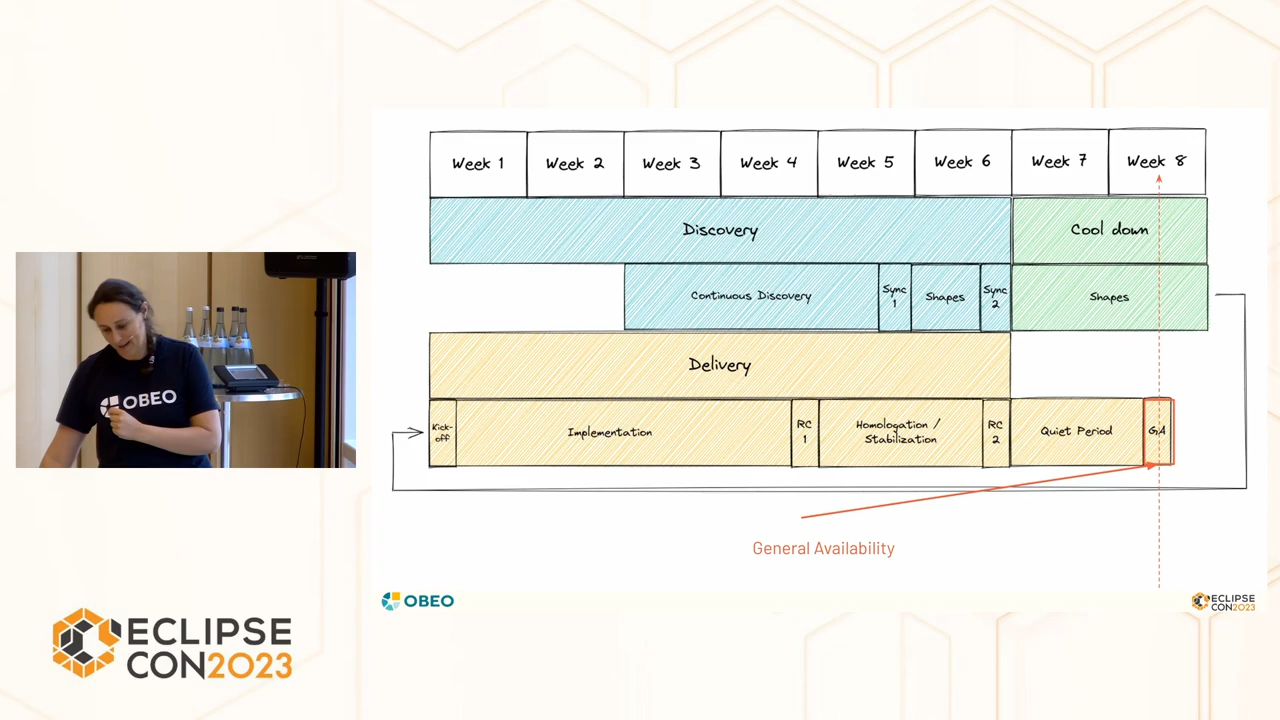 Week 1
Week 2
Week 3
Week 4
Week 5
Week 6
Week 7
Week 8
Discovery
Cool down
Continuous Discovery
Sync
1
Shapes
Sync
2
Shapes
Delivery
Kick-
off
Implementation
RC
1
Homologation /
Stabilization
RC
2
Quiet Period
GA
General Availability
OBEO
OBEO
ECLIPSE
CON2023
ECLIPSE
CON2023